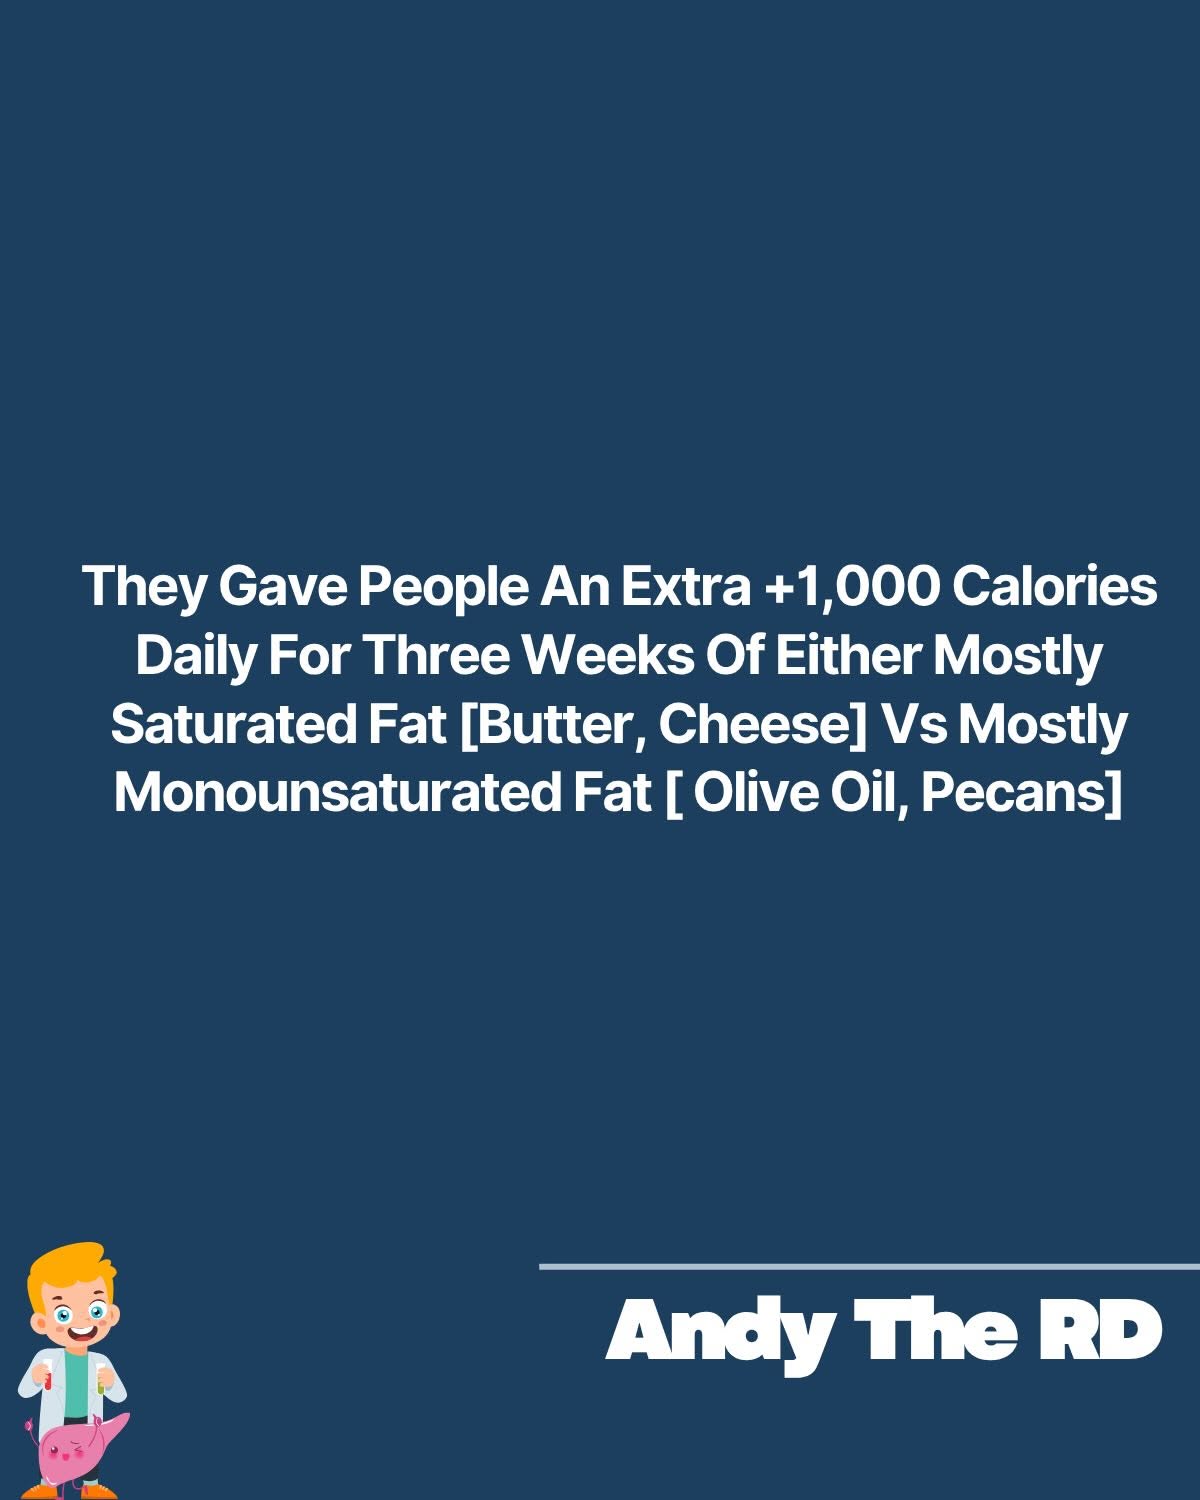 They Gave People An Extra +1,000 Calories
Daily For Three Weeks Of Either Mostly
Saturated Fat [Butter, Cheese] Vs Mostly
Monounsaturated Fat [ Olive Oil, Pecans]
Andy The RD